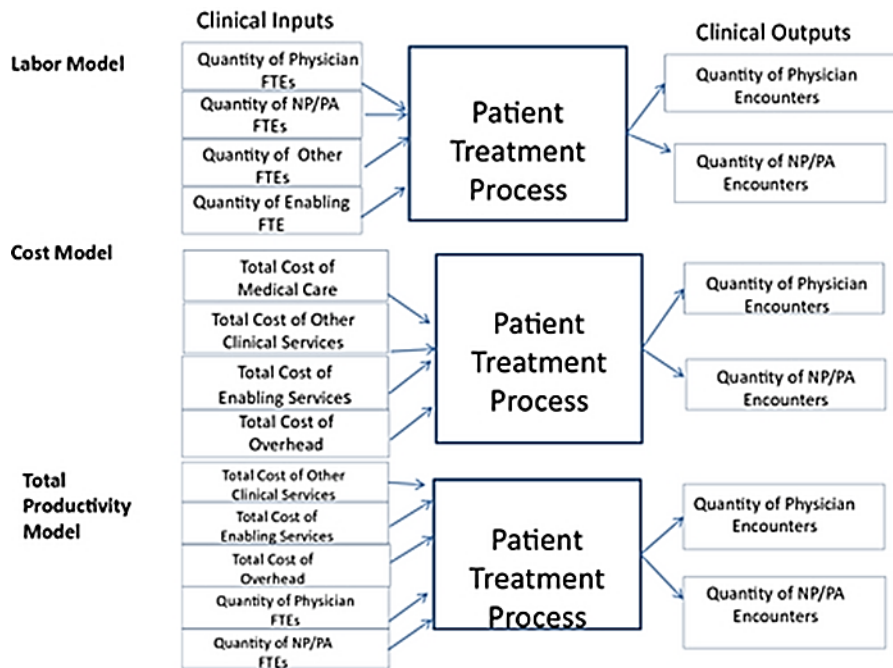 Clinical Inputs
Clinical Outputs
Labor Model
Quantity of Physician
FTEs
Quantity of NP/PA
FTEs
Quantity of Other
FTEs
Quantity of Enabling
FTE
Patient
Treatment
Process
Quantity of Physician
Encounters
Quantity of NP/PA
Encounters
Cost Model
Total Cost of
Medical Care
Total Cost of Other
Clinical Services
Total Cost of
Enabling Services
Total Cost of
Overhead
Patient
Treatment
Process
Quantity of Physician
Encounters
Quantity of NP/PA
Encounters
Total
Productivity
Model
Total Cost of Other
Clinical Services
Total Cost of
Enabling Services
Total Cost of
Overhead
Quantity of Physician
FTEs
Quantity of NP/PA
FTEs
Patient
Treatment
Process
Quantity of Physician
Encounters
Quantity of NP/PA
Encounters